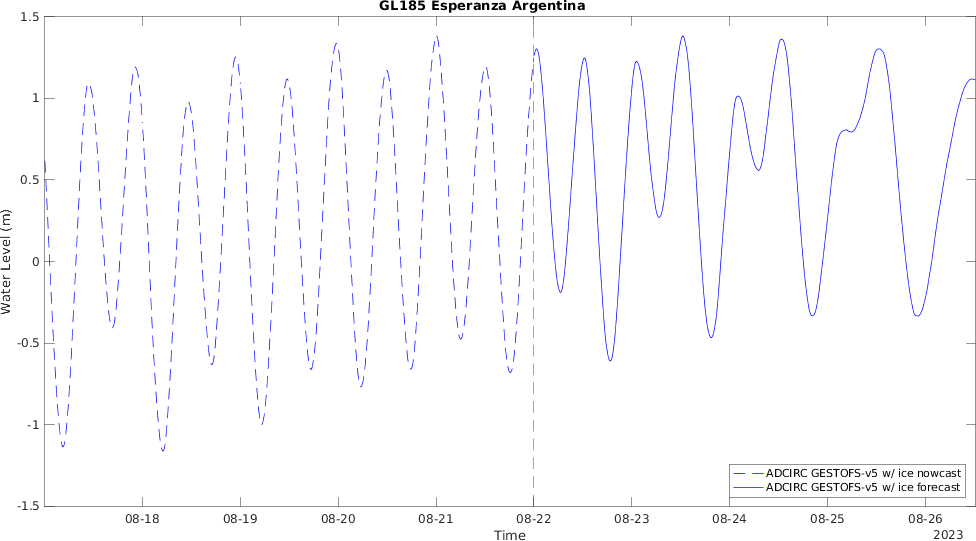 GL185 Esperanza Argentina
1.5
1
0.5
0
-0.5
-1
-1.5
Water Level (m)
ADCIRC GESTOFS-v5 w/ ice nowcast
ADCIRC GESTOFS-v5 w/ ice forecast
08-18 08-19 08-20 08-21 08-22 08-23 08-24 08-25 08-26
Time
2023